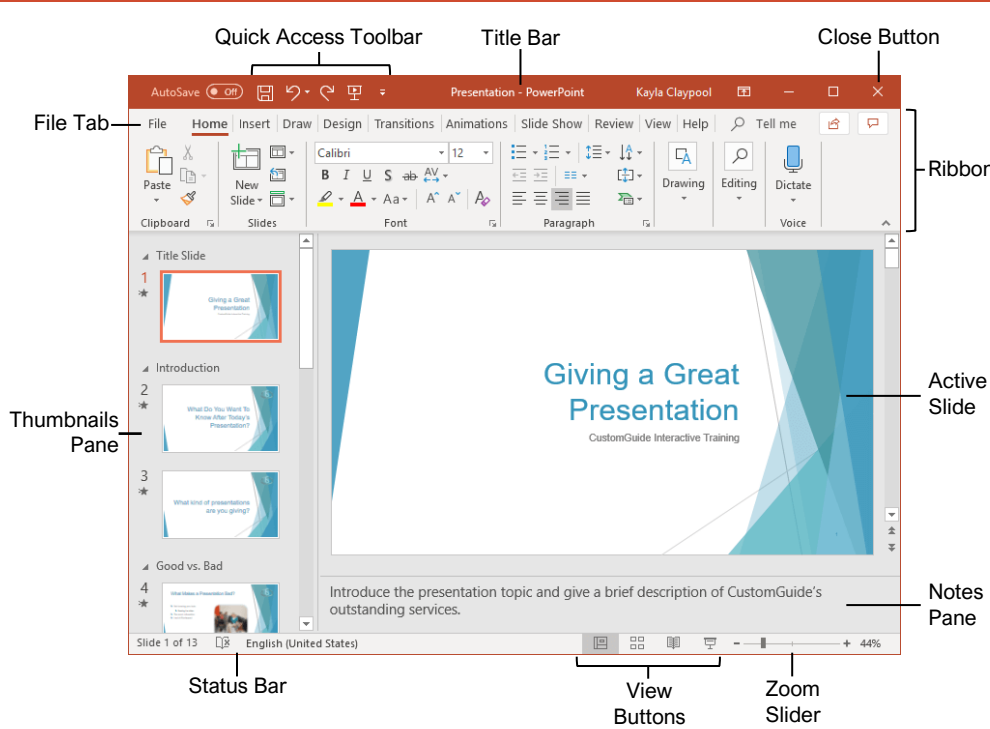 Quick Access Toolbar
Title Bar
Close Button
AutoSave Off
Presentation - PowerPoint
Kayla Claypool
File Tab
File Home Insert Draw Design Transitions Animations Slide Show Review View Help Tell me
Ribbon
Calibri 12
Paste
New
Slide
B I U S ab AV
A Aa A A A
Drawing
Editing
Dictate
Clipboard Slides Font Paragraph Voice
Title Slide
1
Giving a Great
Presentation
Introduction
2
What Do You Want To
Know After Today's
Presentation?
3
What kind of presentations
are you giving?
Good vs. Bad
4
What Makes a Presentation Bad?
Thumbnails
Pane
Giving a Great
Presentation
CustomGuide Interactive Training
Active
Slide
Introduce the presentation topic and give a brief description of CustomGuide's
outstanding services.
Notes
Pane
Slide 1 of 13 English (United States) 44%
Status Bar
View
Buttons
Zoom
Slider